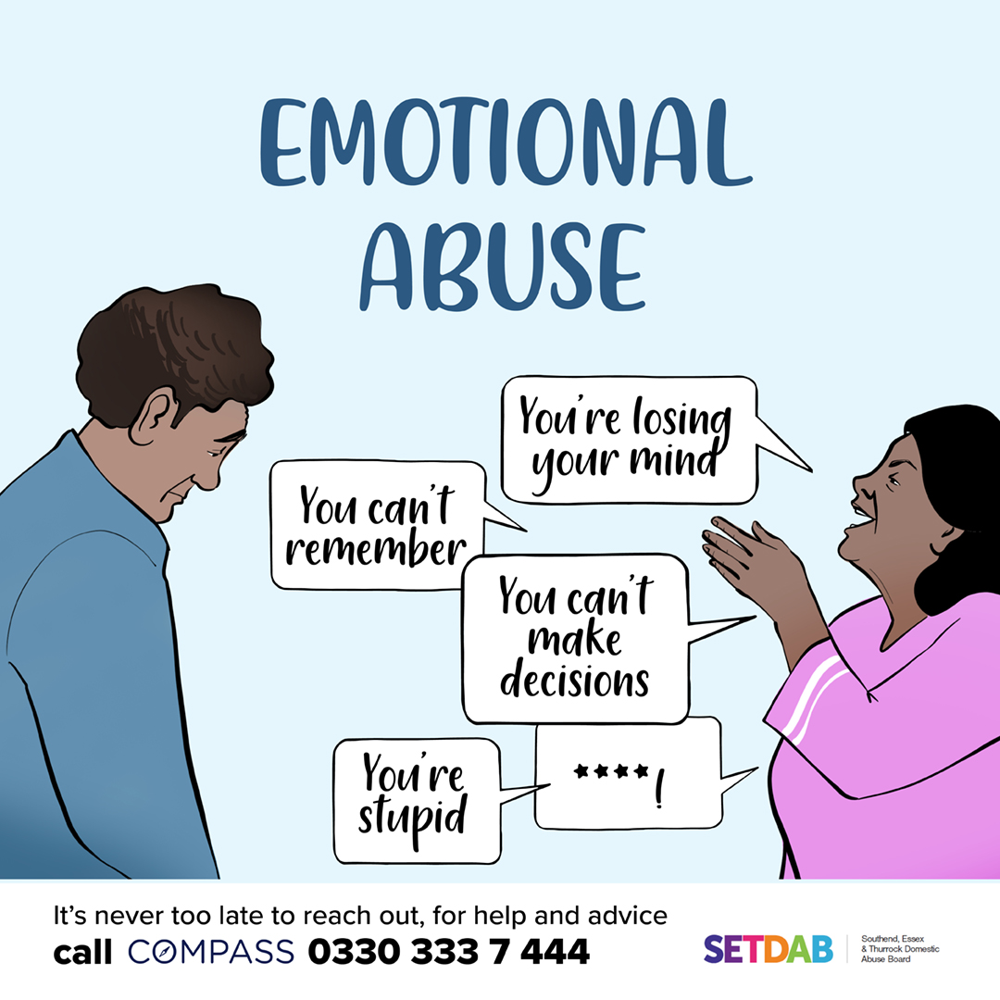 EMOTIONAL
ABUSE
You're losing
your mind
You can't
remember
You can't
make
decisions
You're
stupid
****!
It's never too late to reach out, for help and advice
call COMPASS 0330 333 7 444
SETDAB
Southend, Essex
& Thurrock Domestic
Abuse Board